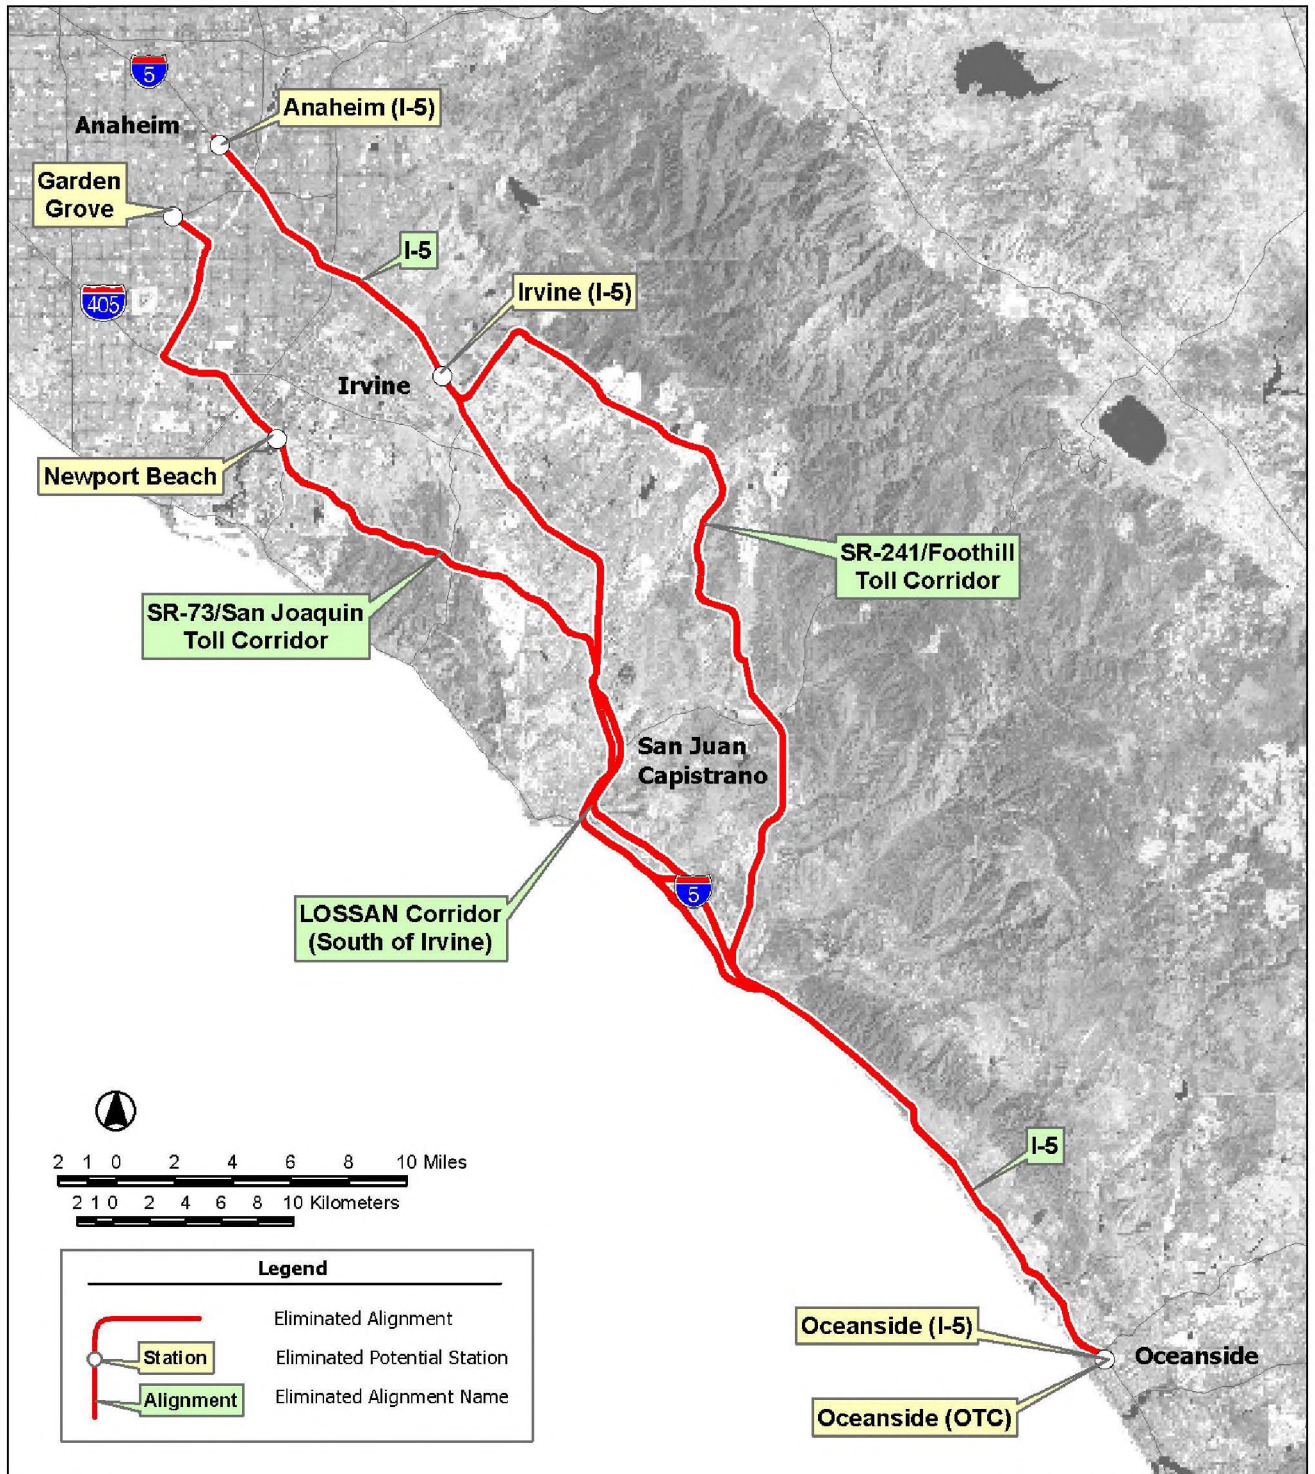 5
Anaheim (I-5)
Anaheim
Garden
Grove
I-5
405
Irvine (I-5)
Irvine
Newport Beach
SR-241/Foothill
Toll Corridor
SR-73/San Joaquin
Toll Corridor
San Juan
Capistrano
5
LOSSAN Corridor
(South of Irvine)
I-5
2 1 0 2 4 6 8 10 Miles
2 1 0 2 4 6 8 10 Kilometers
Legend
Eliminated Alignment
Station Eliminated Potential Station
Alignment Eliminated Alignment Name
Oceanside (I-5)
Oceanside
Oceanside (OTC)